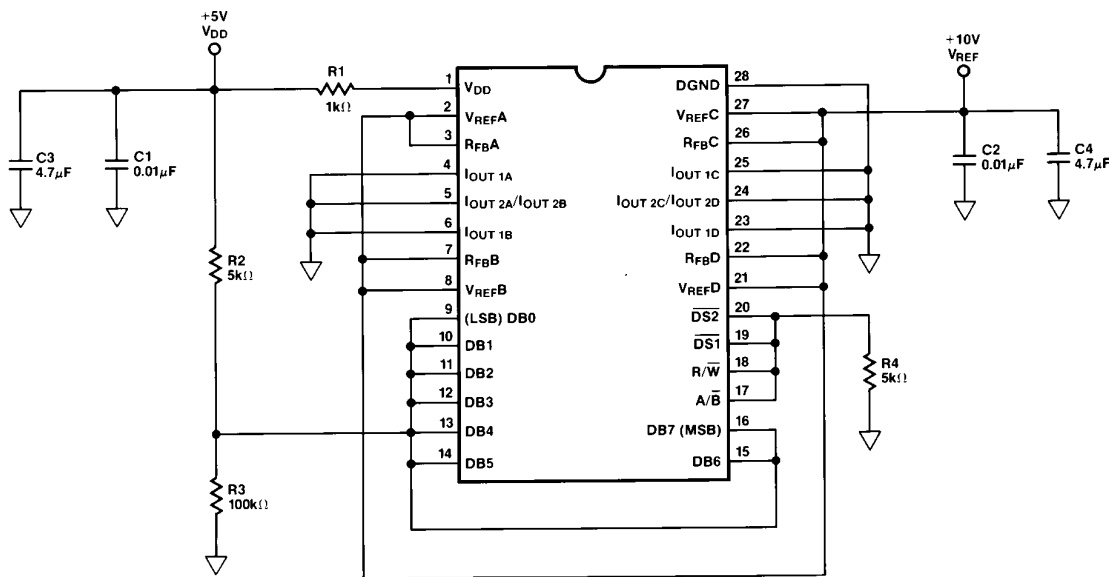 +5V
VDD
R1
1kΩ
C3
4.7μF
C1
0.01μF
R2
5kΩ
R3
100kΩ
1 VDD
2 VREFA
3 RFBA
4 IOUT 1A
5 IOUT 2A/IOUT 2B
6 IOUT 1B
7 RFBB
8 VREFB
9 (LSB) DB0
10 DB1
11 DB2
12 DB3
13 DB4
14 DB5
DGND 28
VREFC 27
RFBC 26
IOUT 1C 25
IOUT 2C/IOUT 2D 24
IOUT 1D 23
RFBD 22
VREFD 21
D̅S̅2̅ 20
D̅S̅1̅ 19
R/W̅ 18
A/B̅ 17
DB7 (MSB) 16
DB6 15
+10V
VREF
C2
0.01μF
C4
4.7μF
R4
5kΩ